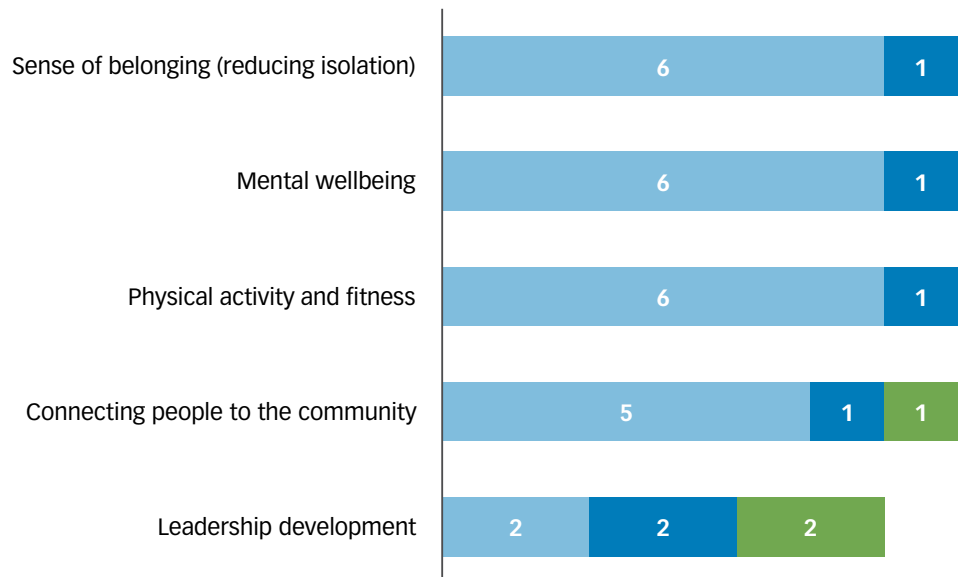 Sense of belonging (reducing isolation) 6 1
Mental wellbeing 6 1
Physical activity and fitness 6 1
Connecting people to the community 5 1 1
Leadership development 2 2 2